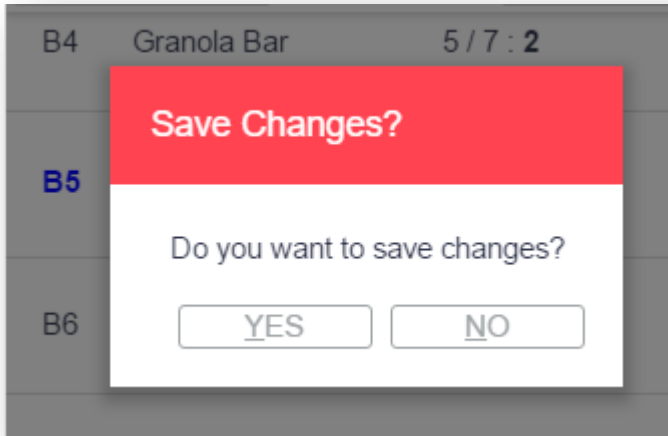 B4 Granola Bar 5 / 7 : 2
Save Changes?
B5
Do you want to save changes?
B6
YES NO